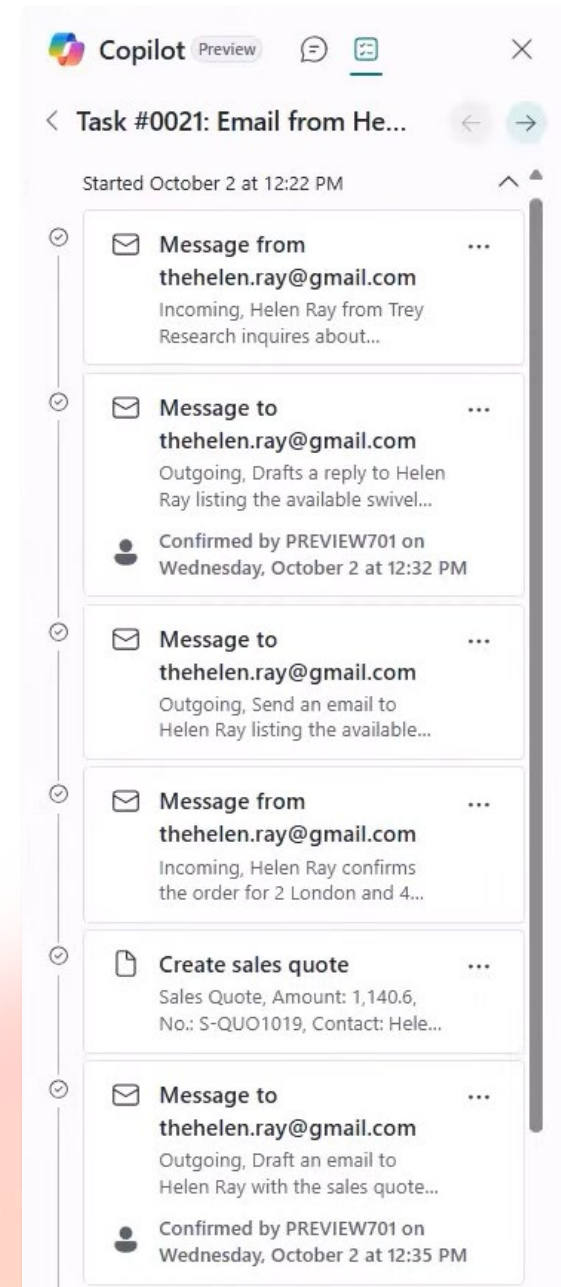 Copilot Preview
Task #0021: Email from He...
Started October 2 at 12:22 PM
Message from
thehelen.ray@gmail.com
Incoming, Helen Ray from Trey
Research inquires about...
Message to
thehelen.ray@gmail.com
Outgoing, Drafts a reply to Helen
Ray listing the available swivel...
Confirmed by PREVIEW701 on
Wednesday, October 2 at 12:32 PM
Message to
thehelen.ray@gmail.com
Outgoing, Send an email to
Helen Ray listing the available...
Message from
thehelen.ray@gmail.com
Incoming, Helen Ray confirms
the order for 2 London and 4...
Create sales quote
Sales Quote, Amount: 1,140.6,
No.: S-QUO1019, Contact: Hele...
Message to
thehelen.ray@gmail.com
Outgoing, Draft an email to
Helen Ray with the sales quote...
Confirmed by PREVIEW701 on
Wednesday, October 2 at 12:35 PM